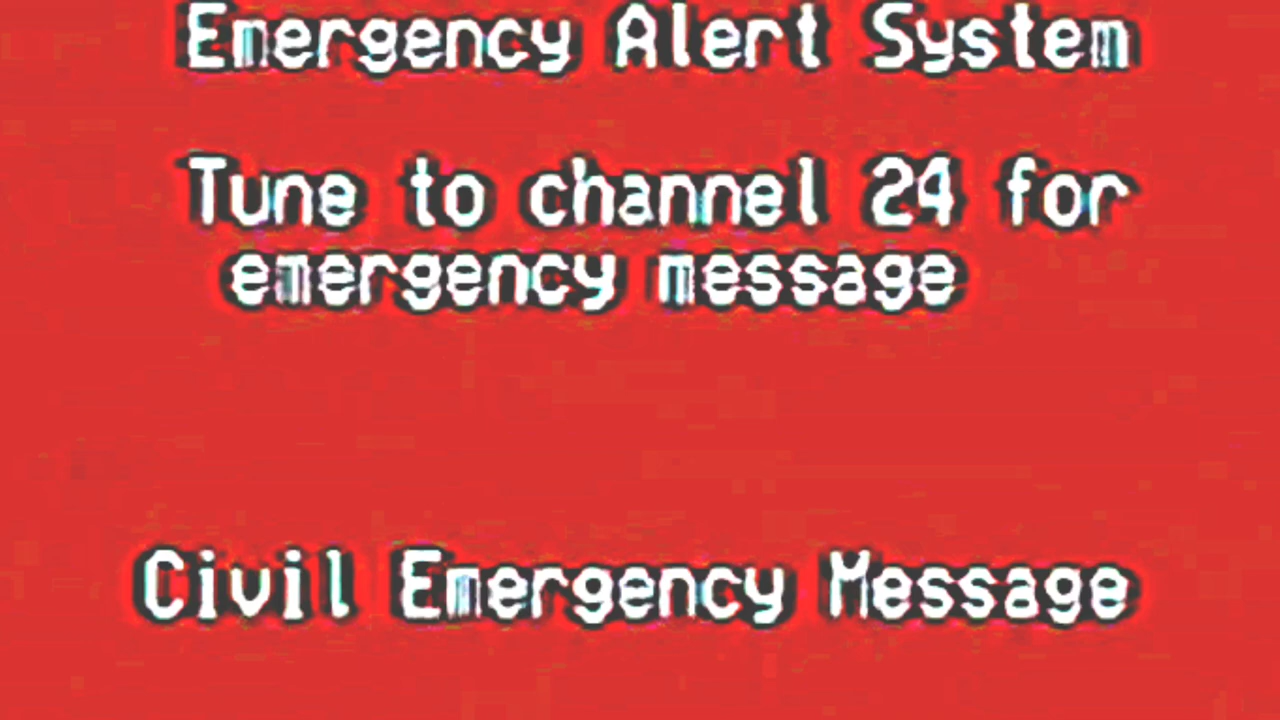 Emergency Alert System
Tune to channel 24 for
emergency message
Civil Emergency Message